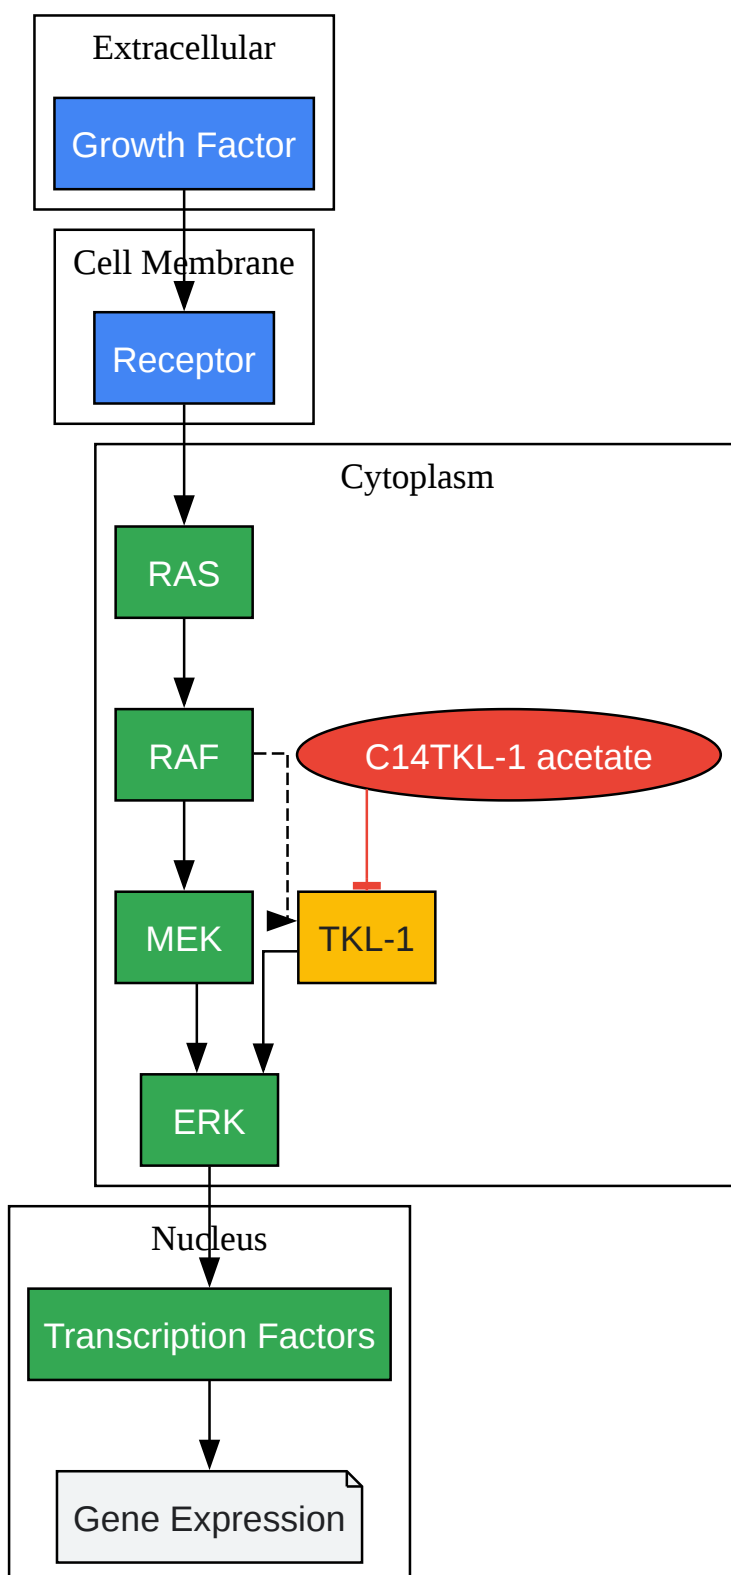 Extracellular
Growth Factor
Cell Membrane
Receptor
Cytoplasm
RAS
RAF
C14TKL-1 acetate
MEK
TKL-1
ERK
Nucleus
Transcription Factors
Gene Expression